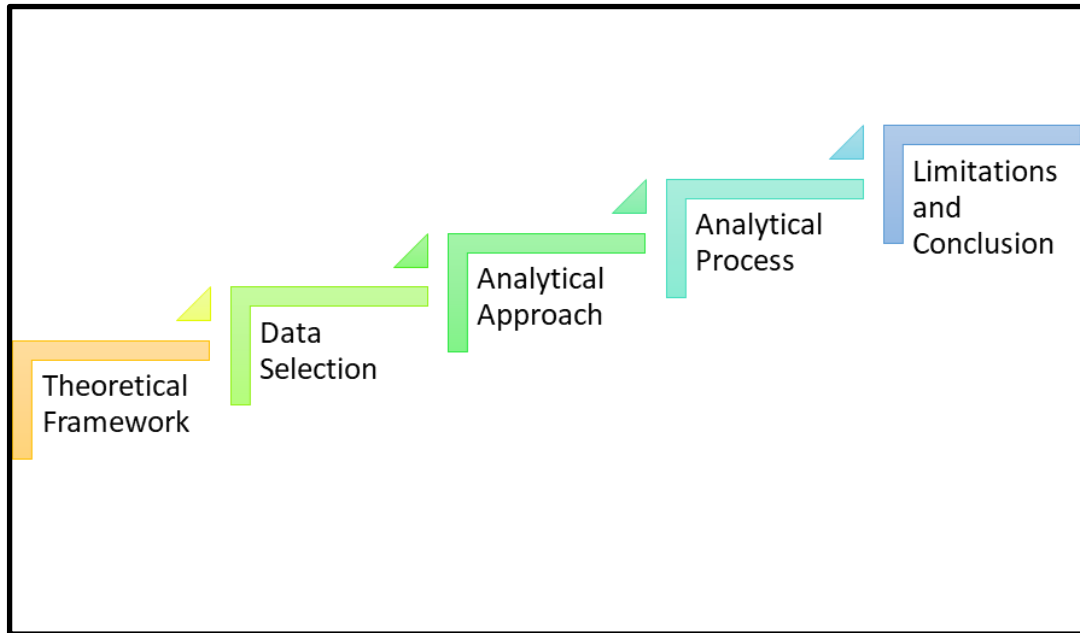 Theoretical
Framework
Data
Selection
Analytical
Approach
Analytical
Process
Limitations
and
Conclusion